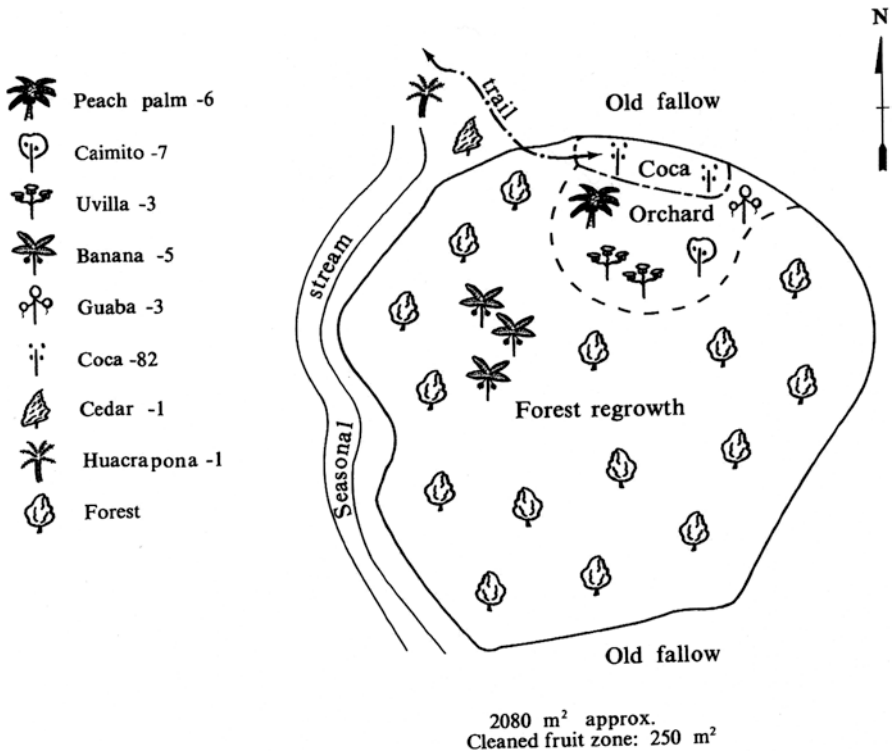 N
Peach palm -6
Caimito -7
Uvilla -3
Banana -5
Guaba -3
Coca -82
Cedar -1
Huacrapona -1
Forest
trail
Old fallow
Coca
Orchard
stream
Forest regrowth
Seasonal
Old fallow
2080 m² approx.
Cleaned fruit zone: 250 m²